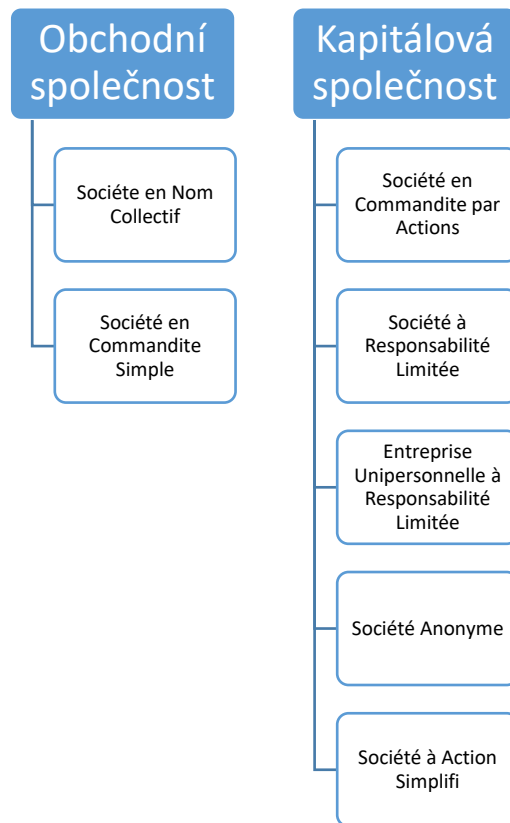 Obchodní
společnost
Sociéte en Nom
Collectif
Société en
Commandite
Simple
Kapitálová
společnost
Société en
Commandite par
Actions
Société à
Responsabilité
Limitée
Entreprise
Unipersonnelle à
Responsabilité
Limitée
Société Anonyme
Société à Action
Simplifi